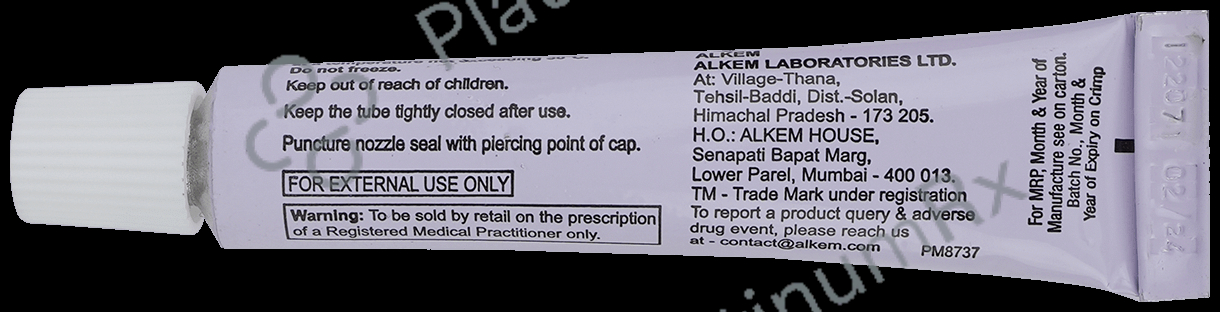 temperature
Do not freeze.
Keep out of reach of children.
Keep the tube tightly closed after use.
Puncture nozzle seal with piercing point of cap.
FOR EXTERNAL USE ONLY
Warning: To be sold by retail on the prescription
of a Registered Medical Practitioner only.
ALKEM
ALKEM LABORATORIES LTD.
At: Village-Thana,
Tehsil-Baddi, Dist.-Solan,
Himachal Pradesh - 173 205.
H.O.: ALKEM HOUSE,
Senapati Bapat Marg,
Lower Parel, Mumbai - 400 013.
TM - Trade Mark under registration
To report a product query & adverse
drug event, please reach us
at - contact@alkem.com
PM8737
For MRP, Month & Year of
Manufacture see on carton.
Batch No., Month &
Year of Expiry on Crimp
02/24